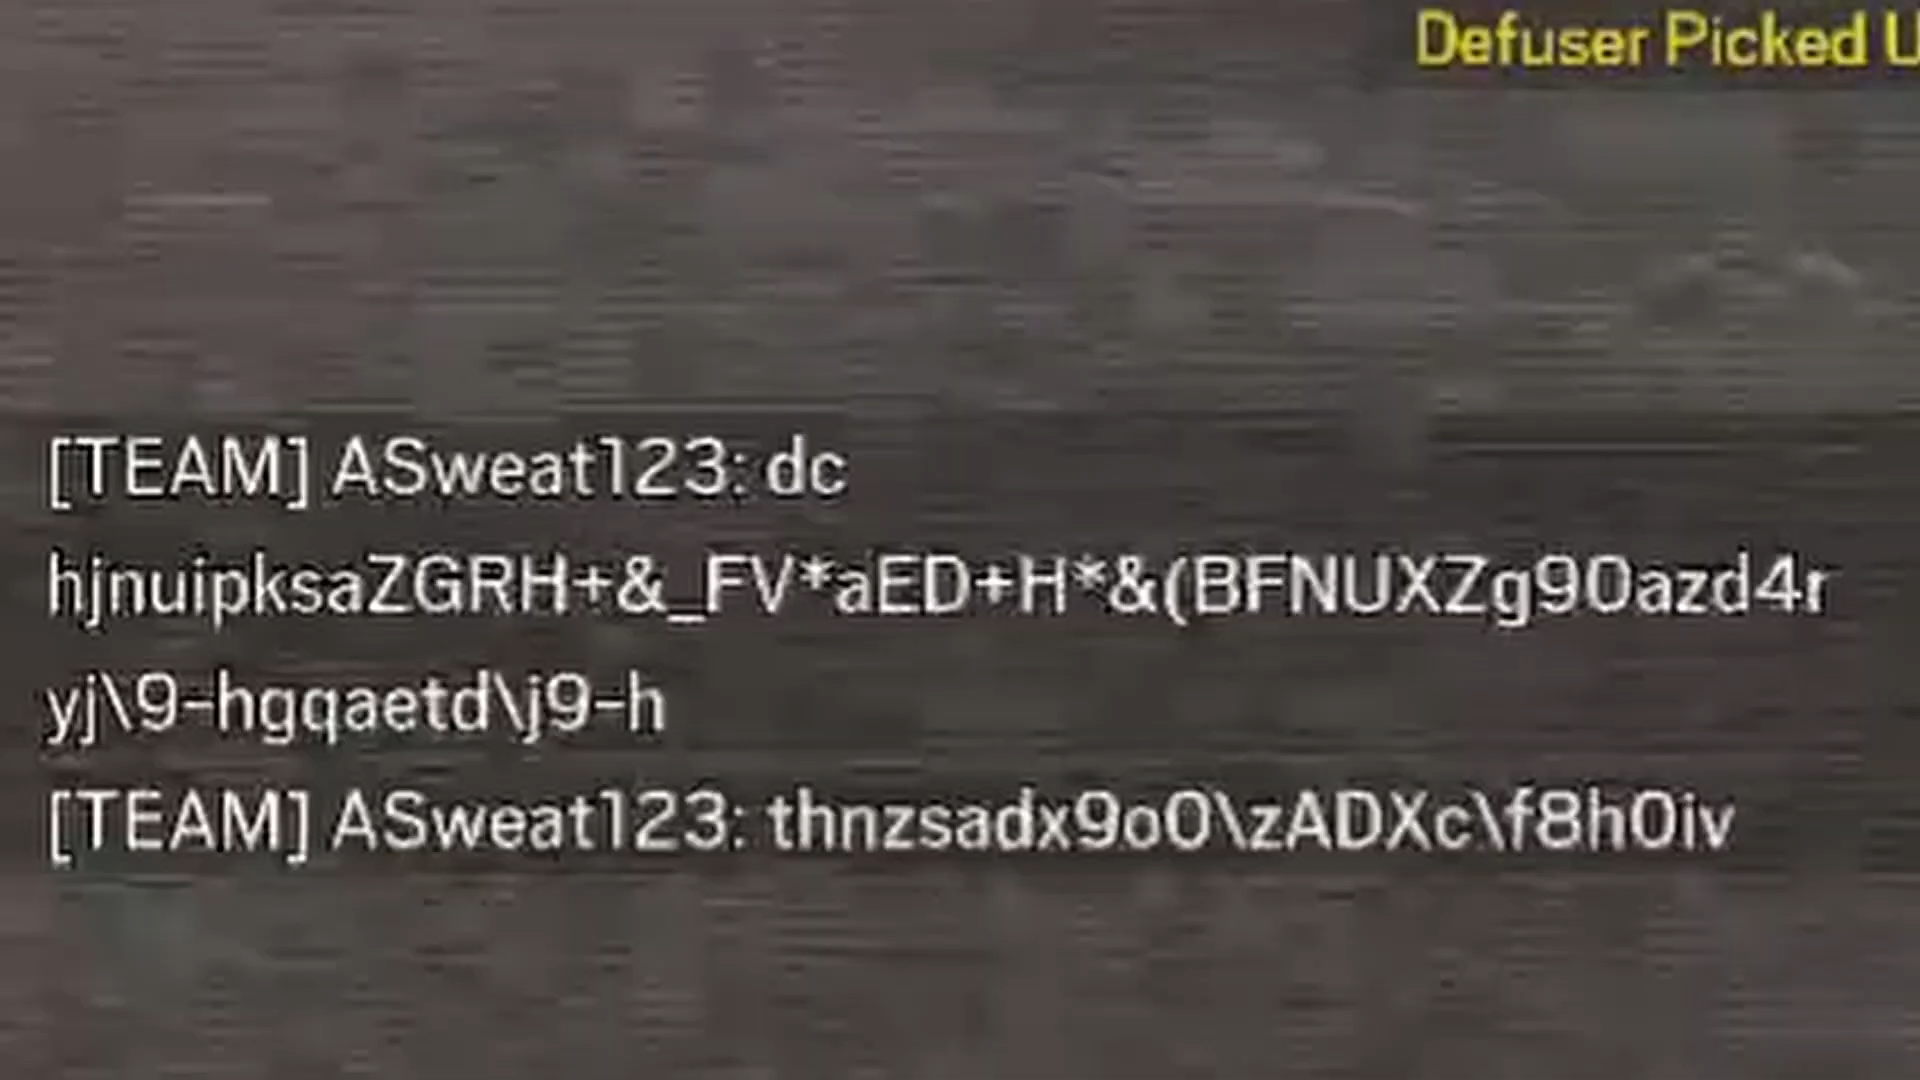 Defuser Picked U
[TEAM] ASweat123: dc
hjnuipksaZGRH+&_FV*aED+H*&(BFNUXZg90azd4r
yj\9-hgqaetd\j9-h
[TEAM] ASweat123: thnzsadx9o0\zADXc\f8h0iv